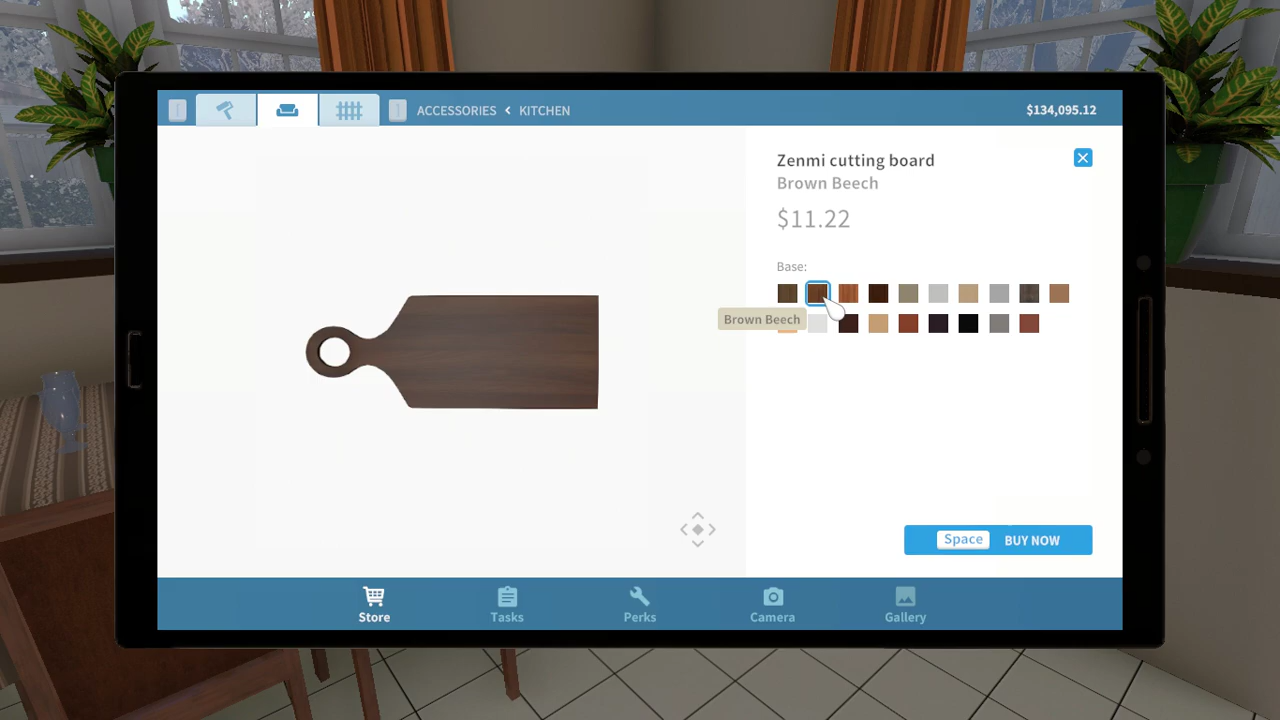 ACCESSORIES < KITCHEN
$134,095.12
Zenmi cutting board
Brown Beech
$11.22
Base:
Brown Beech
Space BUY NOW
Store
Tasks
Perks
Camera
Gallery